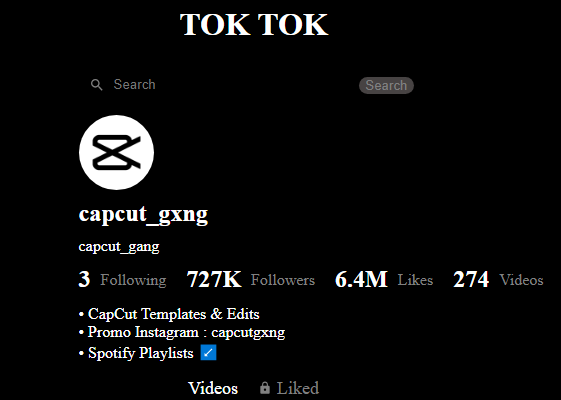 TOK TOK
Search Search
capcut_gxng
capcut_gang
3 Following 727K Followers 6.4M Likes 274 Videos
• CapCut Templates & Edits
• Promo Instagram : capcutgxng
• Spotify Playlists ↙️
Videos Liked